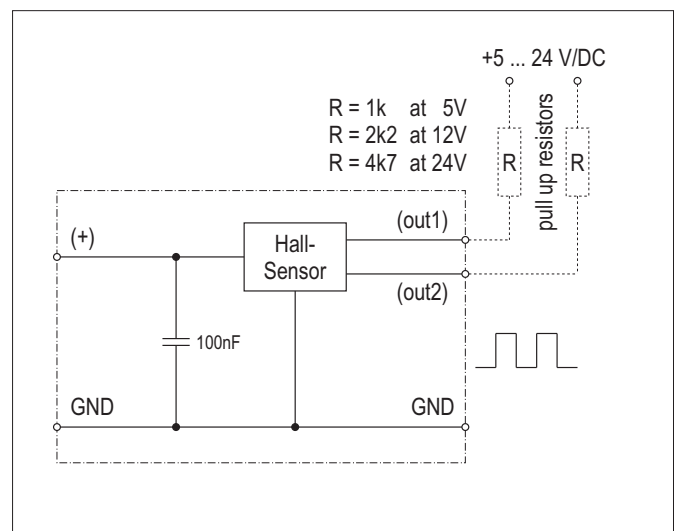 +5 ... 24 V/DC
R = 1k at 5V
R = 2k2 at 12V
R = 4k7 at 24V
R
pull up resistors
R
(+)
Hall-
Sensor
(out1)
(out2)
100nF
GND
GND